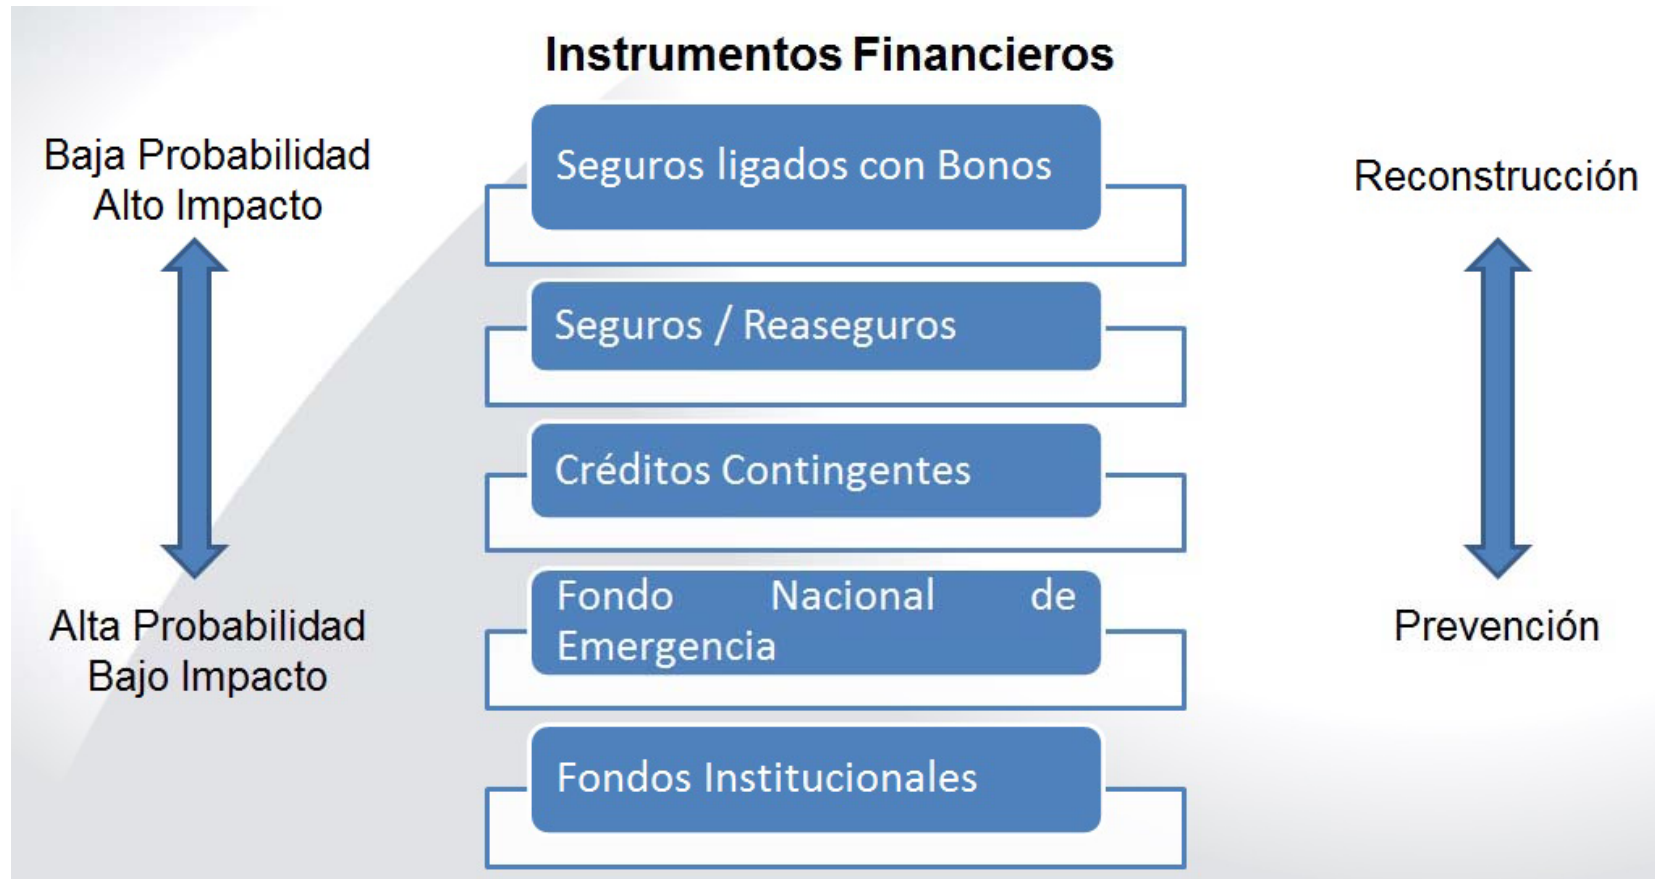 Instrumentos Financieros
Baja Probabilidad
Alto Impacto
Alta Probabilidad
Bajo Impacto
Seguros ligados con Bonos
Seguros / Reaseguros
Créditos Contingentes
Fondo Nacional de
Emergencia
Fondos Institucionales
Reconstrucción
Prevención